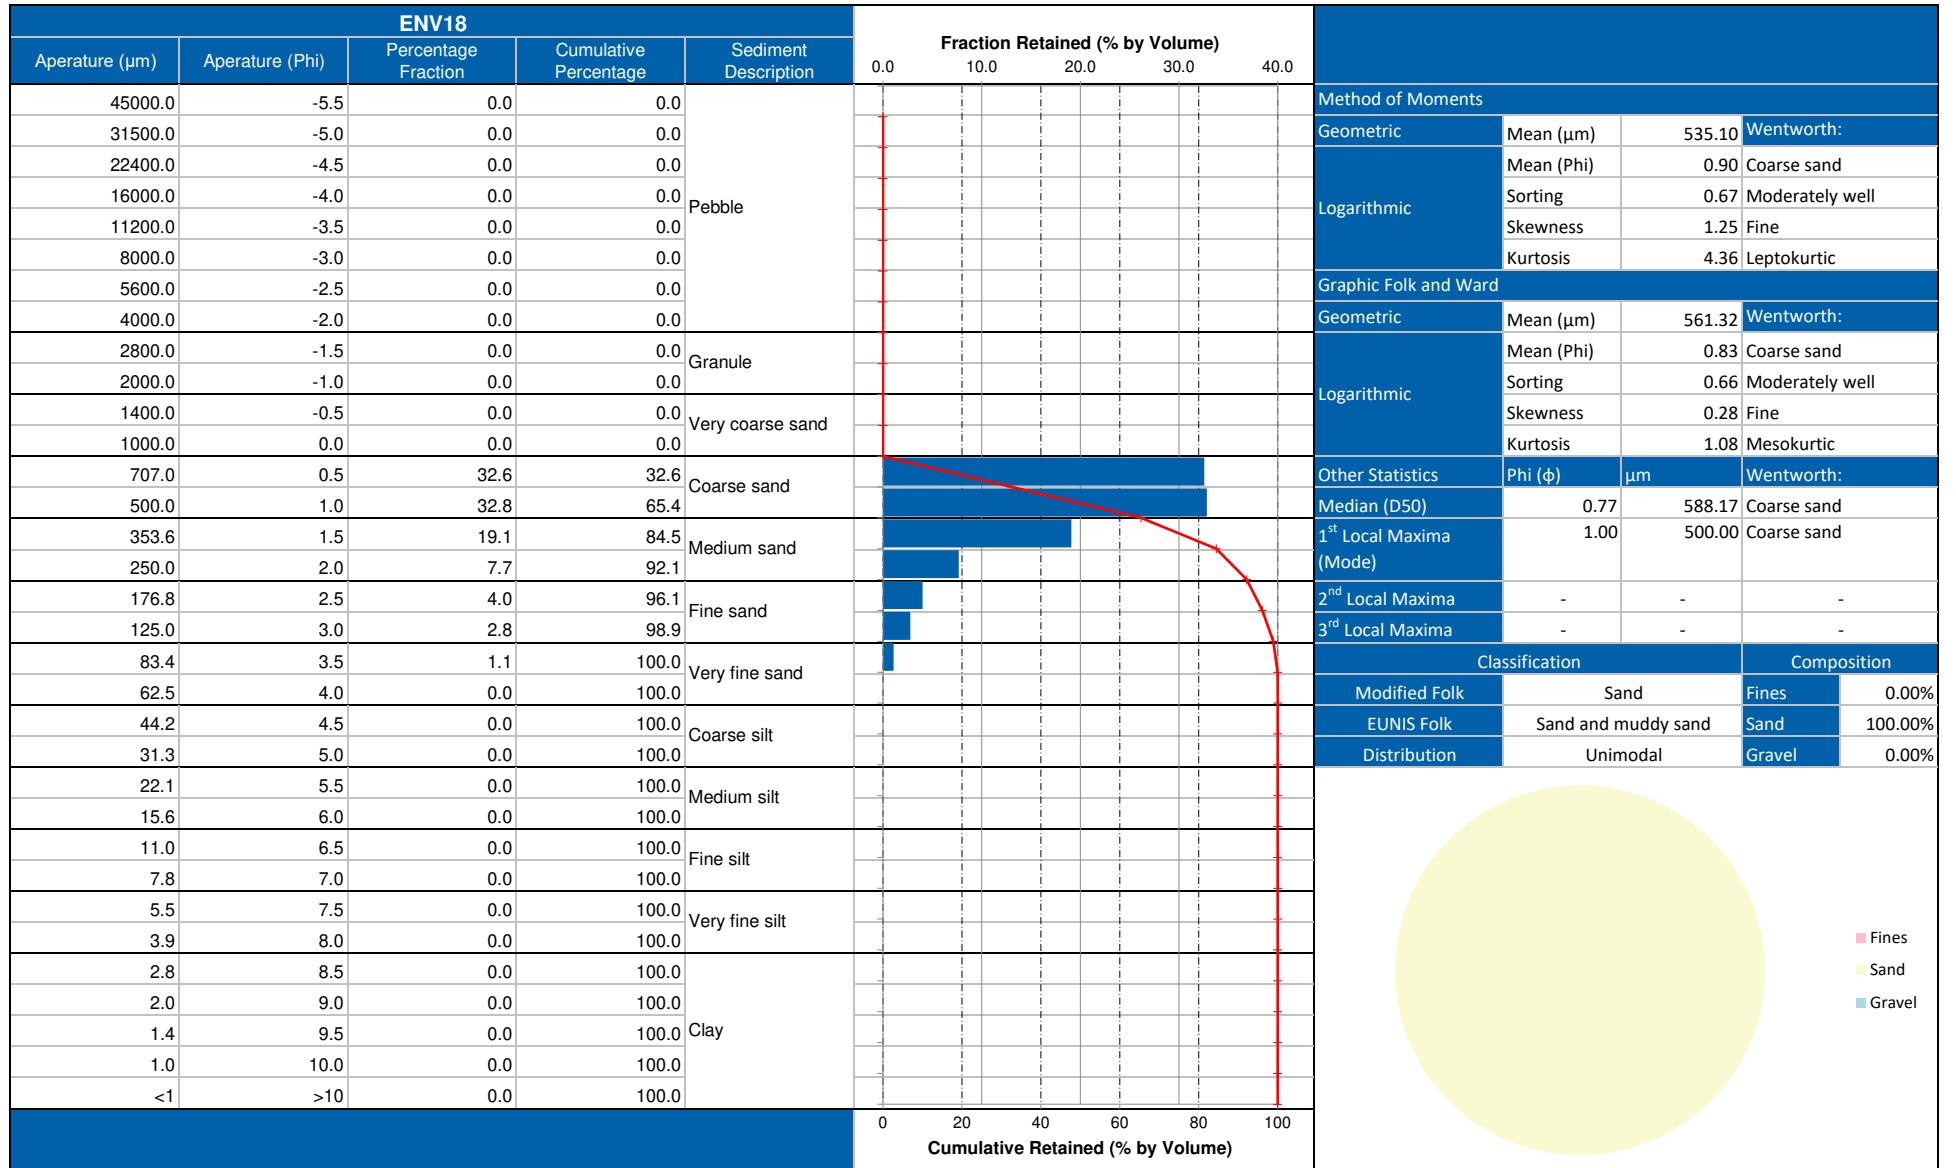 ENV18
Aperature (µm) Aperature (Phi) Percentage Fraction Cumulative Percentage Sediment Description
45000.0 -5.5 0.0 0.0
31500.0 -5.0 0.0 0.0
22400.0 -4.5 0.0 0.0
16000.0 -4.0 0.0 0.0
Pebble
11200.0 -3.5 0.0 0.0
8000.0 -3.0 0.0 0.0
5600.0 -2.5 0.0 0.0
4000.0 -2.0 0.0 0.0
2800.0 -1.5 0.0 0.0
Granule
2000.0 -1.0 0.0 0.0
1400.0 -0.5 0.0 0.0
Very coarse sand
1000.0 0.0 0.0 0.0
707.0 0.5 32.6 32.6
Coarse sand
500.0 1.0 32.8 65.4
353.6 1.5 19.1 84.5
Medium sand
250.0 2.0 7.7 92.1
176.8 2.5 4.0 96.1
Fine sand
125.0 3.0 2.8 98.9
83.4 3.5 1.1 100.0
Very fine sand
62.5 4.0 0.0 100.0
44.2 4.5 0.0 100.0
Coarse silt
31.3 5.0 0.0 100.0
22.1 5.5 0.0 100.0
Medium silt
15.6 6.0 0.0 100.0
11.0 6.5 0.0 100.0
Fine silt
7.8 7.0 0.0 100.0
5.5 7.5 0.0 100.0
Very fine silt
3.9 8.0 0.0 100.0
2.8 8.5 0.0 100.0
2.0 9.0 0.0 100.0
1.4 9.5 0.0 100.0 Clay
1.0 10.0 0.0 100.0
<1 >10 0.0 100.0
Fraction Retained (% by Volume)
0.0 10.0 20.0 30.0 40.0
0 20 40 60 80 100
Cumulative Retained (% by Volume)
Method of Moments
Geometric Mean (µm) 535.10 Wentworth:
Logarithmic
Mean (Phi) 0.90 Coarse sand
Sorting 0.67 Moderately well
Skewness 1.25 Fine
Kurtosis 4.36 Leptokurtic
Graphic Folk and Ward
Geometric Mean (µm) 561.32 Wentworth:
Logarithmic
Mean (Phi) 0.83 Coarse sand
Sorting 0.66 Moderately well
Skewness 0.28 Fine
Kurtosis 1.08 Mesokurtic
Other Statistics Phi (ϕ) µm Wentworth:
Median (D50) 0.77 588.17 Coarse sand
1st Local Maxima (Mode) 1.00 500.00 Coarse sand
2nd Local Maxima - - -
3rd Local Maxima - - -
Classification Composition
Modified Folk Sand Fines 0.00%
EUNIS Folk Sand and muddy sand Sand 100.00%
Distribution Unimodal Gravel 0.00%
Fines
Sand
Gravel